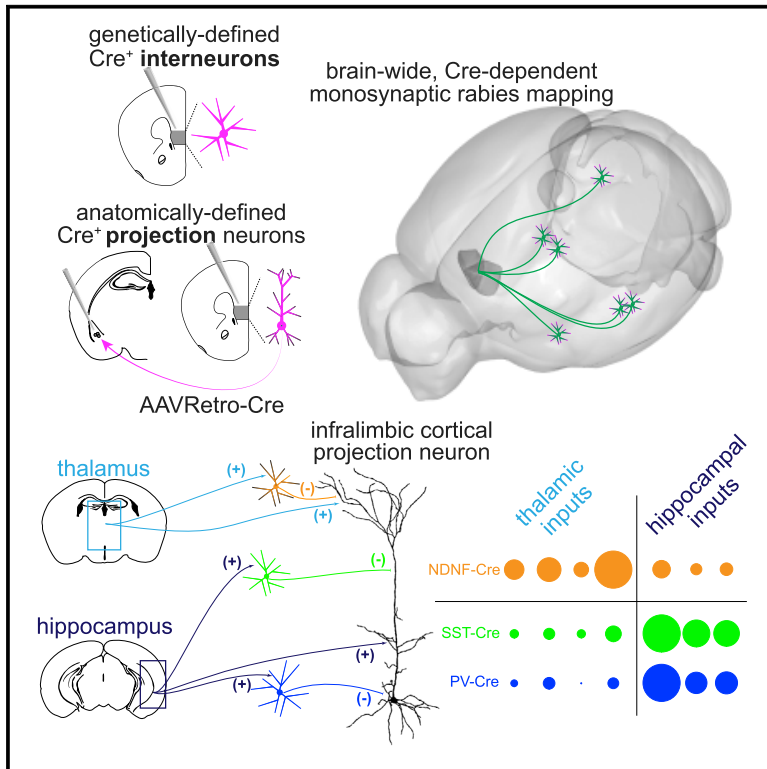 genetically-defined
Cre⁺ interneurons
brain-wide, Cre-dependent
monosynaptic rabies mapping
anatomically-defined
Cre⁺ projection neurons
AAVRetro-Cre
infralimbic cortical
projection neuron
thalamus
(+)
(-)
(+)
(+)
(-)
hippocampus
(+)
(+)
(-)
thalamic
inputs
hippocampal
inputs
NDNF-Cre
SST-Cre
PV-Cre